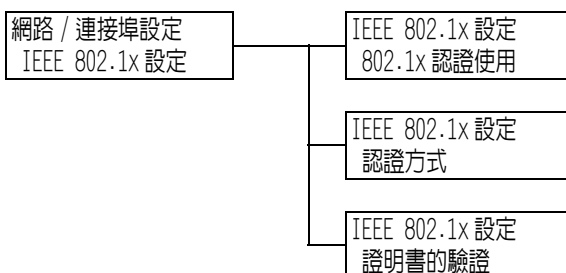 網路 / 連接埠設定
IEEE 802.1x 設定
IEEE 802.1x 設定
802.1x 認證使用
IEEE 802.1x 設定
認證方式
IEEE 802.1x 設定
證明書的驗證